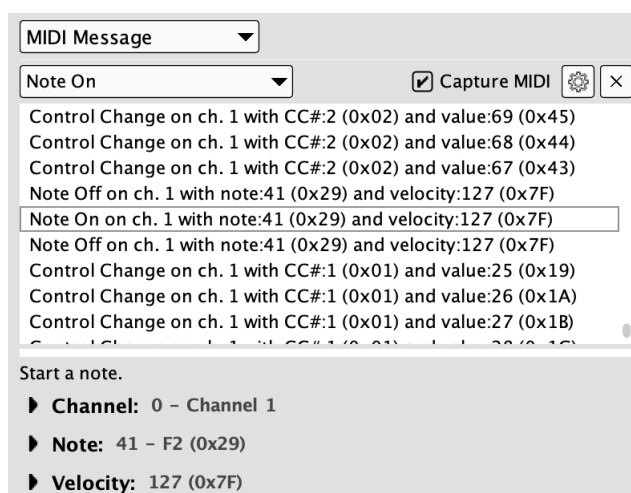 MIDI Message
Note On
Capture MIDI
Control Change on ch. 1 with CC#:2 (0x02) and value:69 (0x45)
Control Change on ch. 1 with CC#:2 (0x02) and value:68 (0x44)
Control Change on ch. 1 with CC#:2 (0x02) and value:67 (0x43)
Note Off on ch. 1 with note:41 (0x29) and velocity:127 (0x7F)
Note On on ch. 1 with note:41 (0x29) and velocity:127 (0x7F)
Note Off on ch. 1 with note:41 (0x29) and velocity:127 (0x7F)
Control Change on ch. 1 with CC#:1 (0x01) and value:25 (0x19)
Control Change on ch. 1 with CC#:1 (0x01) and value:26 (0x1A)
Control Change on ch. 1 with CC#:1 (0x01) and value:27 (0x1B)
Start a note.
Channel: 0 – Channel 1
Note: 41 – F2 (0x29)
Velocity: 127 (0x7F)